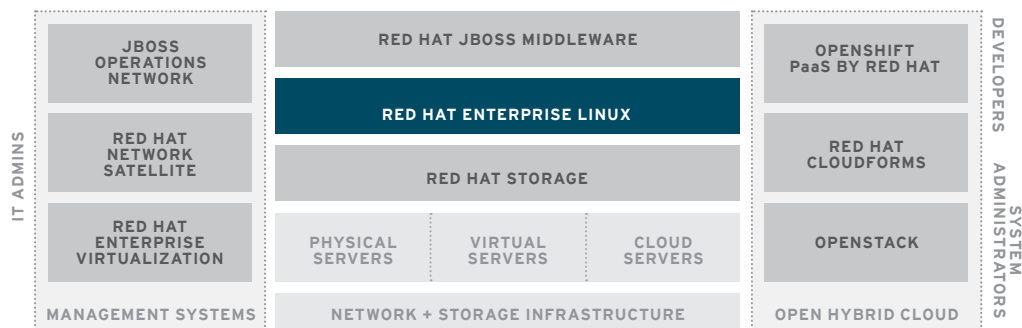 IT ADMINS
JBOSS
OPERATIONS
NETWORK
RED HAT
NETWORK
SATELLITE
RED HAT
ENTERPRISE
VIRTUALIZATION
MANAGEMENT SYSTEMS
RED HAT JBOSS MIDDLEWARE
RED HAT ENTERPRISE LINUX
RED HAT STORAGE
PHYSICAL
SERVERS
VIRTUAL
SERVERS
CLOUD
SERVERS
NETWORK + STORAGE INFRASTRUCTURE
OPENSHIFT
PaaS BY RED HAT
RED HAT
CLOUDFORMS
OPENSTACK
OPEN HYBRID CLOUD
DEVELOPERS
SYSTEM
ADMINISTRATORS